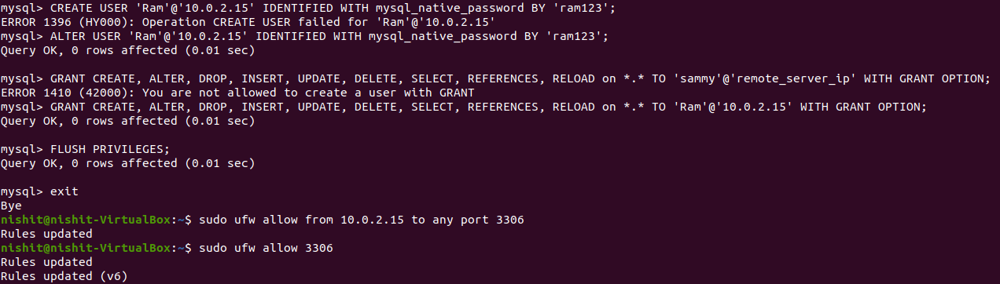 mysql> CREATE USER 'Ram'@'10.0.2.15' IDENTIFIED WITH mysql_native_password BY 'ram123';
ERROR 1396 (HY000): Operation CREATE USER failed for 'Ram'@'10.0.2.15'
mysql> ALTER USER 'Ram'@'10.0.2.15' IDENTIFIED WITH mysql_native_password BY 'ram123';
Query OK, 0 rows affected (0.01 sec)
mysql> GRANT CREATE, ALTER, DROP, INSERT, UPDATE, DELETE, SELECT, REFERENCES, RELOAD on *.* TO 'sammy'@'remote_server_ip' WITH GRANT OPTION;
ERROR 1410 (42000): You are not allowed to create a user with GRANT
mysql> GRANT CREATE, ALTER, DROP, INSERT, UPDATE, DELETE, SELECT, REFERENCES, RELOAD on *.* TO 'Ram'@'10.0.2.15' WITH GRANT OPTION;
Query OK, 0 rows affected (0.01 sec)
mysql> FLUSH PRIVILEGES;
Query OK, 0 rows affected (0.01 sec)
mysql> exit
Bye
nishit@nishit-VirtualBox:~$ sudo ufw allow from 10.0.2.15 to any port 3306
Rules updated
nishit@nishit-VirtualBox:~$ sudo ufw allow 3306
Rules updated
Rules updated (v6)